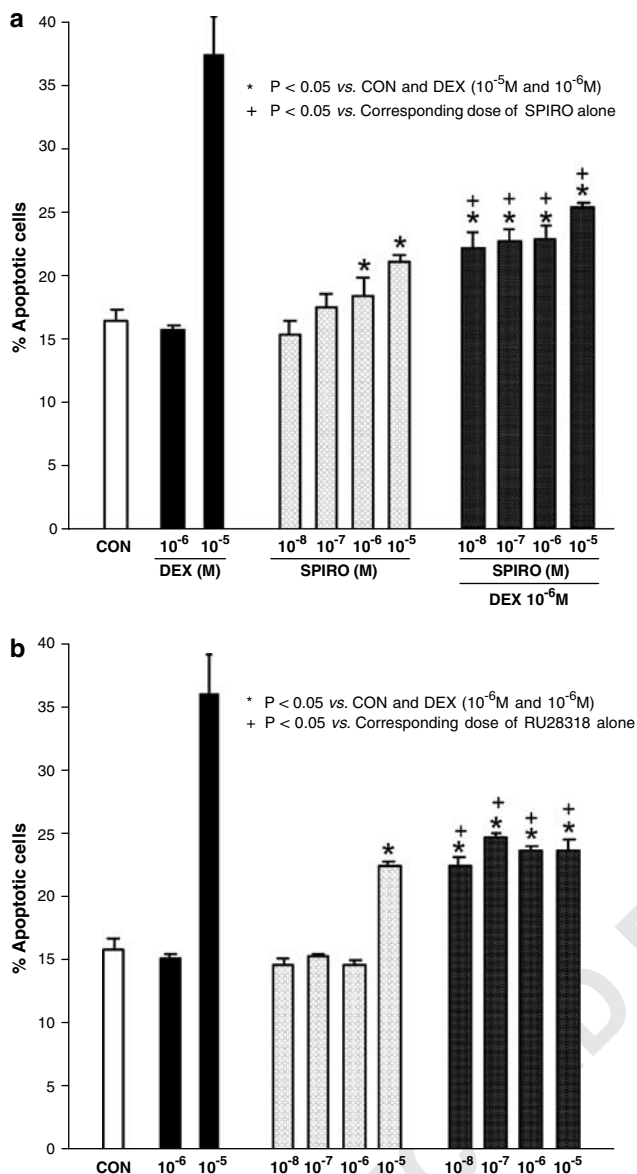 a
40
* P < 0.05 vs. CON and DEX (10⁻⁵M and 10⁻⁶M)
+ P < 0.05 vs. Corresponding dose of SPIRO alone
35
30
25
20
15
10
5
0
% Apoptotic cells
+ + + +
* * * * * *
CON 10⁻⁶ 10⁻⁵ 10⁻⁸ 10⁻⁷ 10⁻⁶ 10⁻⁵ 10⁻⁸ 10⁻⁷ 10⁻⁶ 10⁻⁵
DEX (M) SPIRO (M) SPIRO (M)
DEX 10⁻⁶M
b
40
* P < 0.05 vs. CON and DEX (10⁻⁶M and 10⁻⁶M)
+ P < 0.05 vs. Corresponding dose of RU28318 alone
35
30
25
20
15
10
5
0
% Apoptotic cells
+ + + +
* * * * *
CON 10⁻⁶ 10⁻⁵ 10⁻⁸ 10⁻⁷ 10⁻⁶ 10⁻⁵ 10⁻⁸ 10⁻⁷ 10⁻⁶ 10⁻⁵